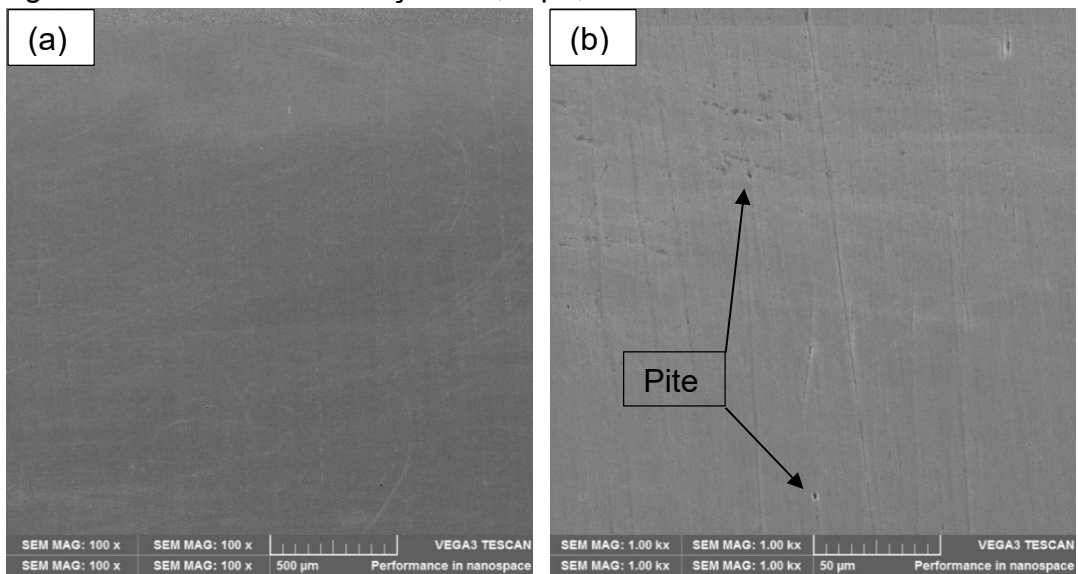 (a)
(b)
Pite
SEM MAG: 100 x SEM MAG: 100 x VEGA3 TESCAN
SEM MAG: 100 x SEM MAG: 100 x 500 µm Performance in nanospace
SEM MAG: 1.00 kx SEM MAG: 1.00 kx VEGA3 TESCAN
SEM MAG: 1.00 kx SEM MAG: 1.00 kx 50 µm Performance in nanospace